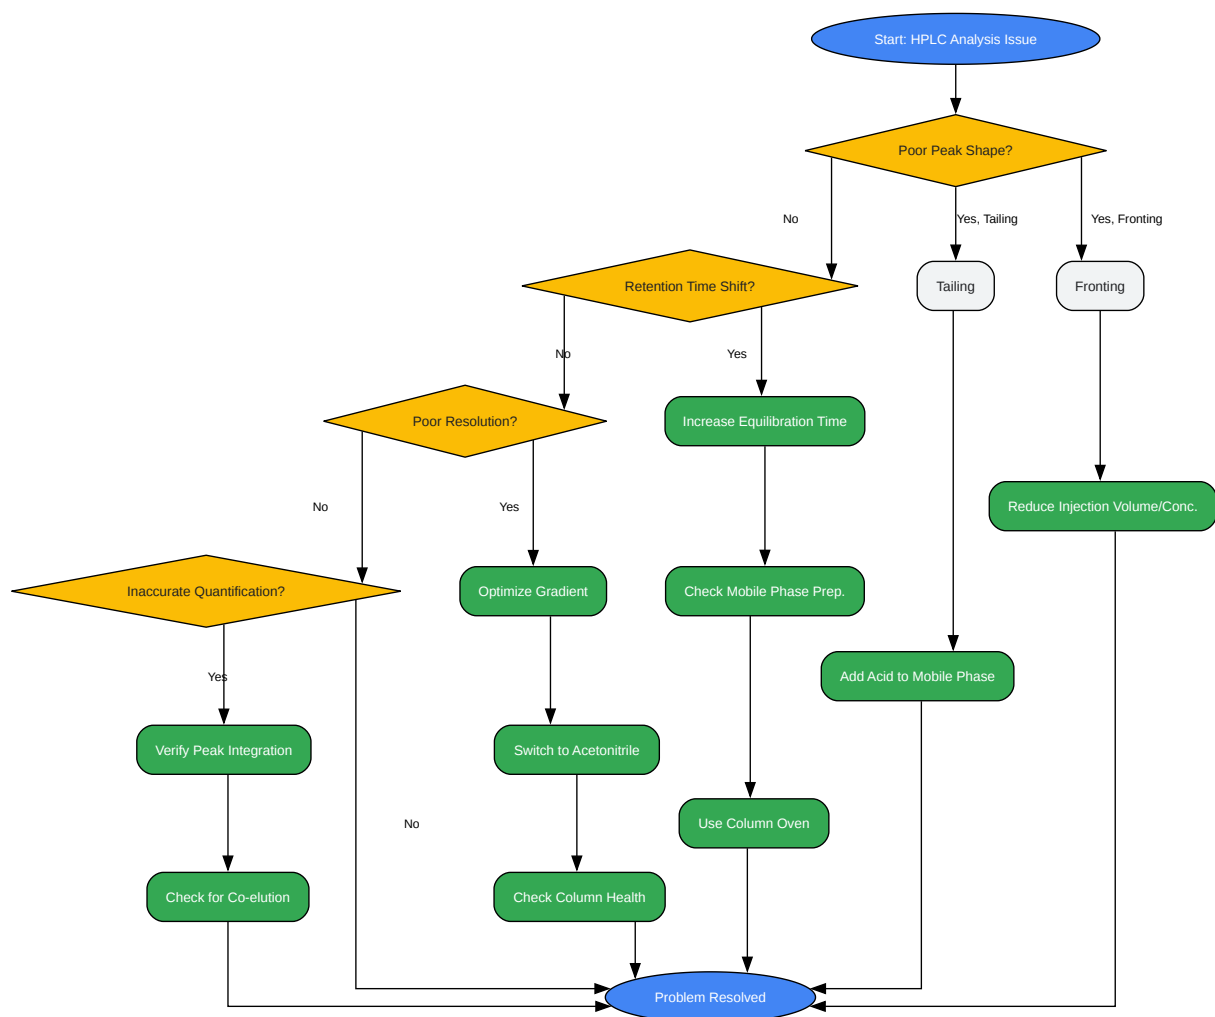 Start: HPLC Analysis Issue
Poor Peak Shape?
No
Yes, Tailing
Yes, Fronting
Retention Time Shift?
Tailing
Fronting
No
Yes
Poor Resolution?
Increase Equilibration Time
No
Yes
Reduce Injection Volume/Conc.
Inaccurate Quantification?
Optimize Gradient
Check Mobile Phase Prep.
Yes
Add Acid to Mobile Phase
Verify Peak Integration
Switch to Acetonitrile
No
Use Column Oven
Check for Co-elution
Check Column Health
Problem Resolved